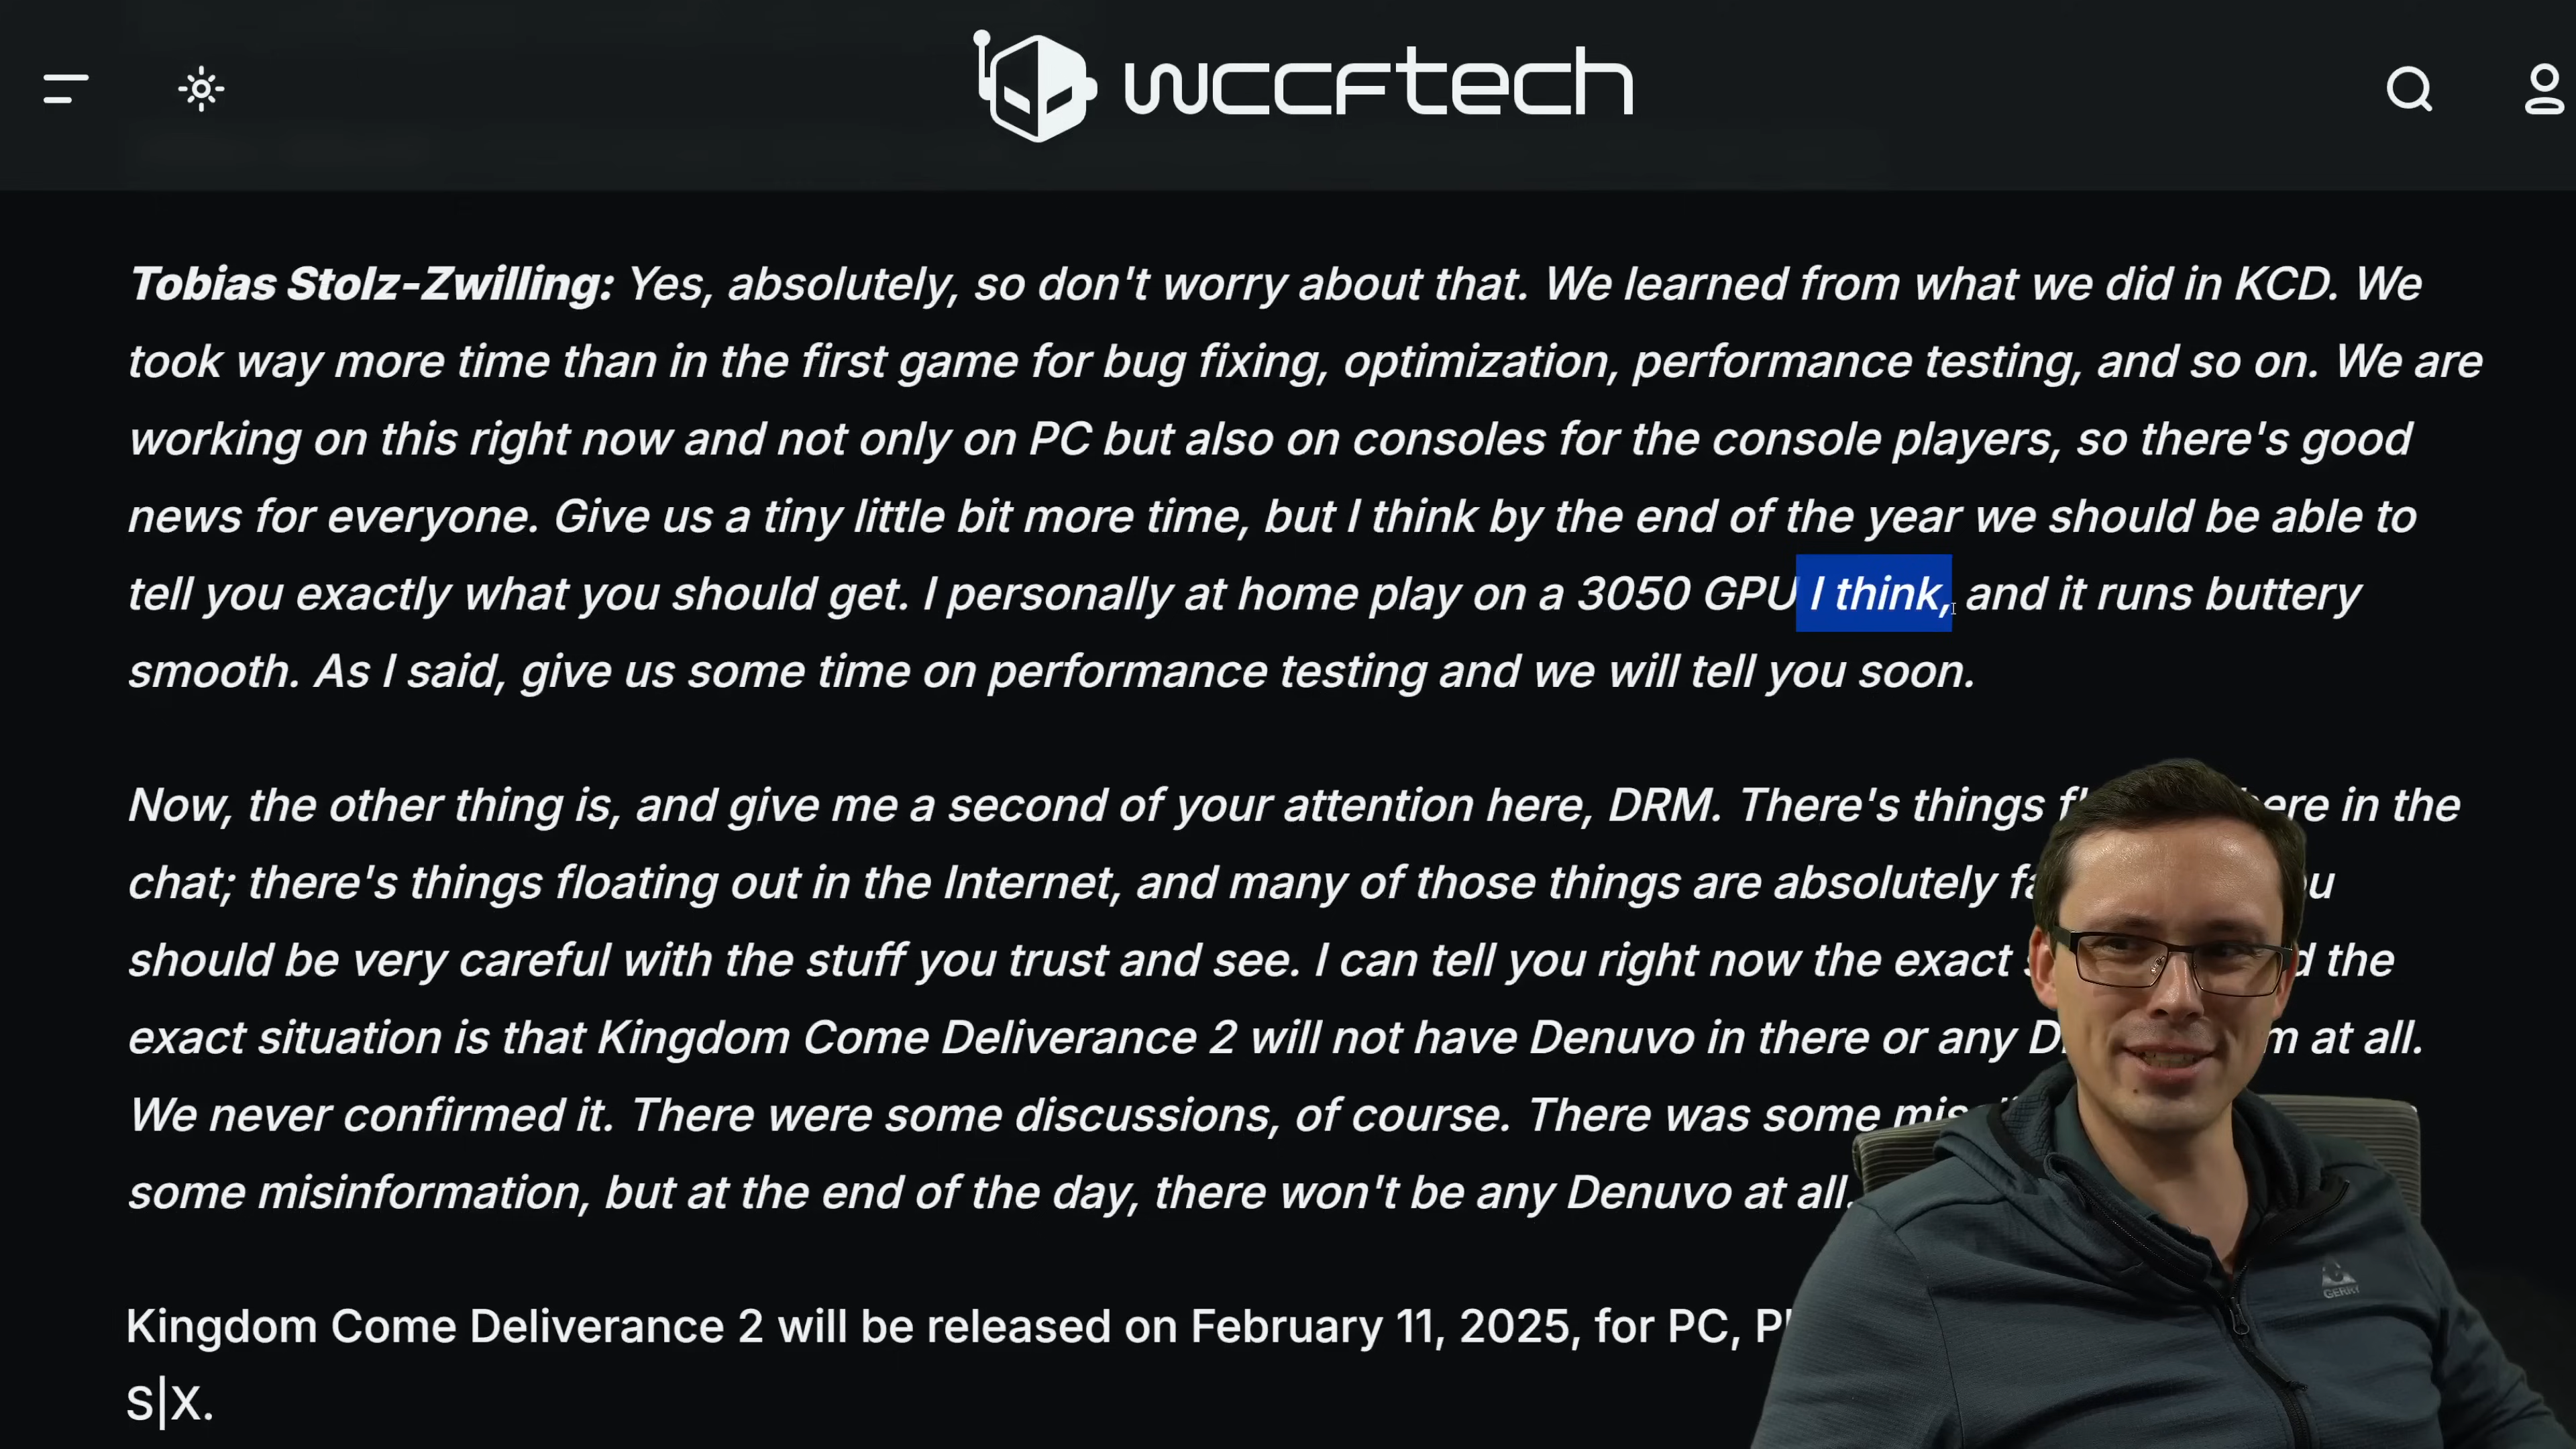 wccftech
Tobias Stolz-Zwilling: Yes, absolutely, so don't worry about that. We learned from what we did in KCD. We
took way more time than in the first game for bug fixing, optimization, performance testing, and so on. We are
working on this right now and not only on PC but also on consoles for the console players, so there's good
news for everyone. Give us a tiny little bit more time, but I think by the end of the year we should be able to
tell you exactly what you should get. I personally at home play on a 3050 GPU I think, and it runs buttery
smooth. As I said, give us some time on performance testing and we will tell you soon.
Now, the other thing is, and give me a second of your attention here, DRM. There's things in the
chat; there's things floating out in the Internet, and many of those things are absolutely
should be very careful with the stuff you trust and see. I can tell you right now the exact the
exact situation is that Kingdom Come Deliverance 2 will not have Denuvo in there or any at all.
We never confirmed it. There were some discussions, of course. There was some
some misinformation, but at the end of the day, there won't be any Denuvo at all.
Kingdom Come Deliverance 2 will be released on February 11, 2025, for PC,
S|X.
GERRY